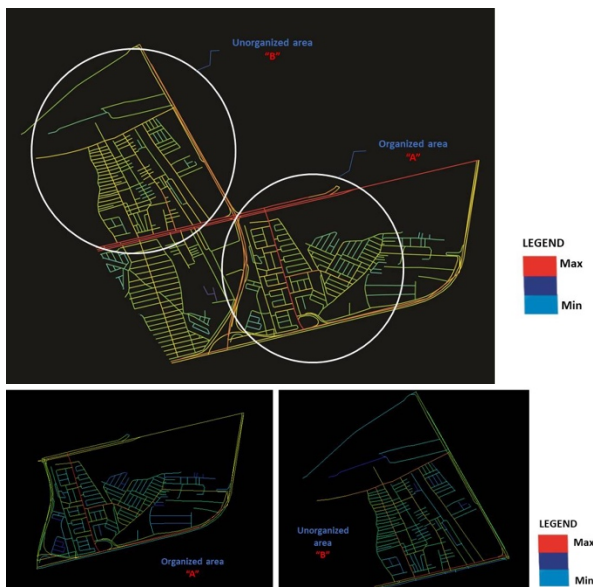 Unorganized area
"B"
Organized area
"A"
LEGEND
Max
Min
Organized area
"A"
Unorganized
area
"B"
LEGEND
Max
Min